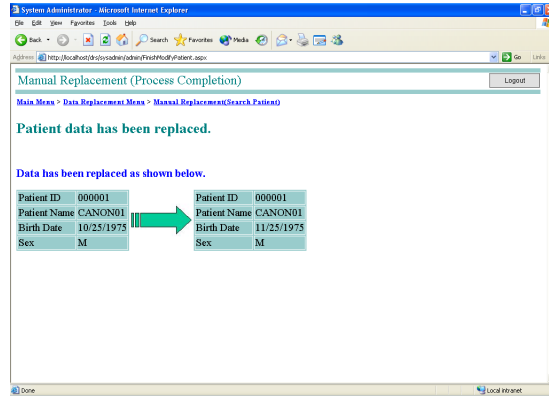 System Administrator - Microsoft Internet Explorer
File Edit View Favorites Tools Help
Back Search Favorites Media
Address http://localhost/drs/sysadmin/admin/FinishModifyPatient.aspx Go Links
Manual Replacement (Process Completion) Logout
Main Menu > Data Replacement Menu > Manual Replacement(Search Patient)
Patient data has been replaced.
Data has been replaced as shown below.
Patient ID 000001 Patient ID 000001
Patient Name CANON01 Patient Name CANON01
Birth Date 10/25/1975 Birth Date 11/25/1975
Sex M Sex M
Done Local intranet